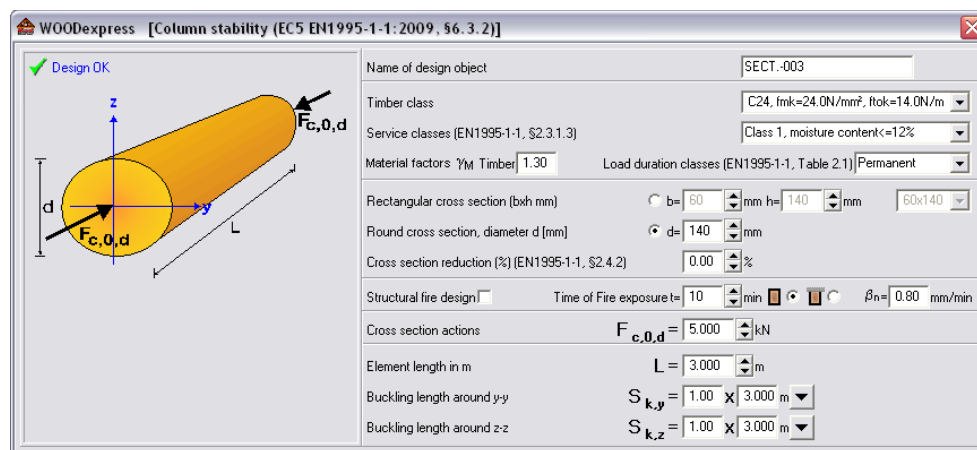 WOODexpress [Column stability (EC5 EN1995-1-1:2009, §6.3.2)]
Design OK
z
F c,0,d
d
y
F c,0,d
L
Name of design object SECT.-003
Timber class C24, fmk=24.0N/mm², ftok=14.0N/m
Service classes (EN1995-1-1, §2.3.1.3) Class 1, moisture content<=12%
Material factors γM Timber 1.30 Load duration classes (EN1995-1-1, Table 2.1) Permanent
Rectangular cross section (bxh mm) b= 60 mm h= 140 mm 60x140
Round cross section, diameter d [mm] d= 140 mm
Cross section reduction (%) (EN1995-1-1, §2.4.2) 0.00 %
Structural fire design Time of Fire exposure t= 10 min βn= 0.80 mm/min
Cross section actions F c,0,d = 5.000 kN
Element length in m L = 3.000 m
Buckling length around y-y S k,y = 1.00 x 3.000 m
Buckling length around z-z S k,z = 1.00 x 3.000 m